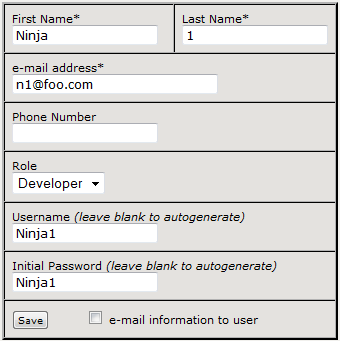 First Name* Last Name*
Ninja 1
e-mail address*
n1@foo.com
Phone Number
Role
Developer
Username (leave blank to autogenerate)
Ninja1
Initial Password (leave blank to autogenerate)
Ninja1
Save e-mail information to user